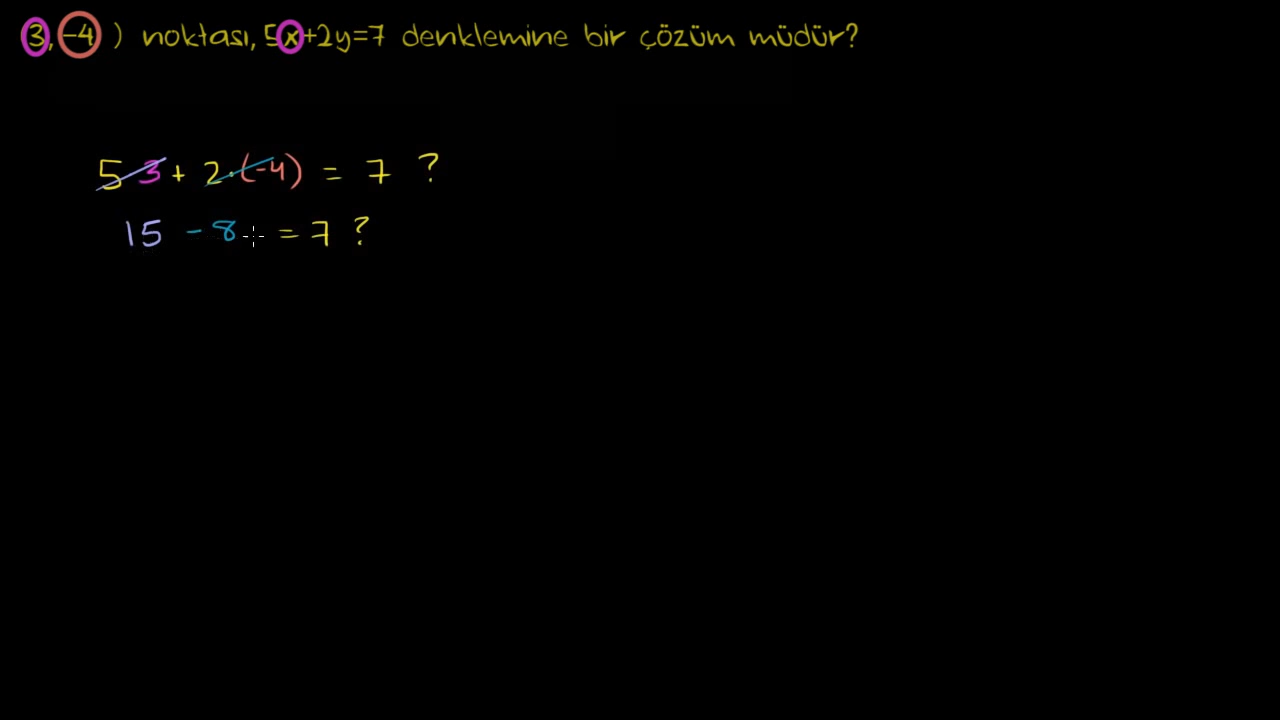 3, -4 ) noktası, 5x+2y=7 denklemine bir çözüm müdür?
5 3 + 2·(-4) = 7 ?
15 - 8 = 7 ?